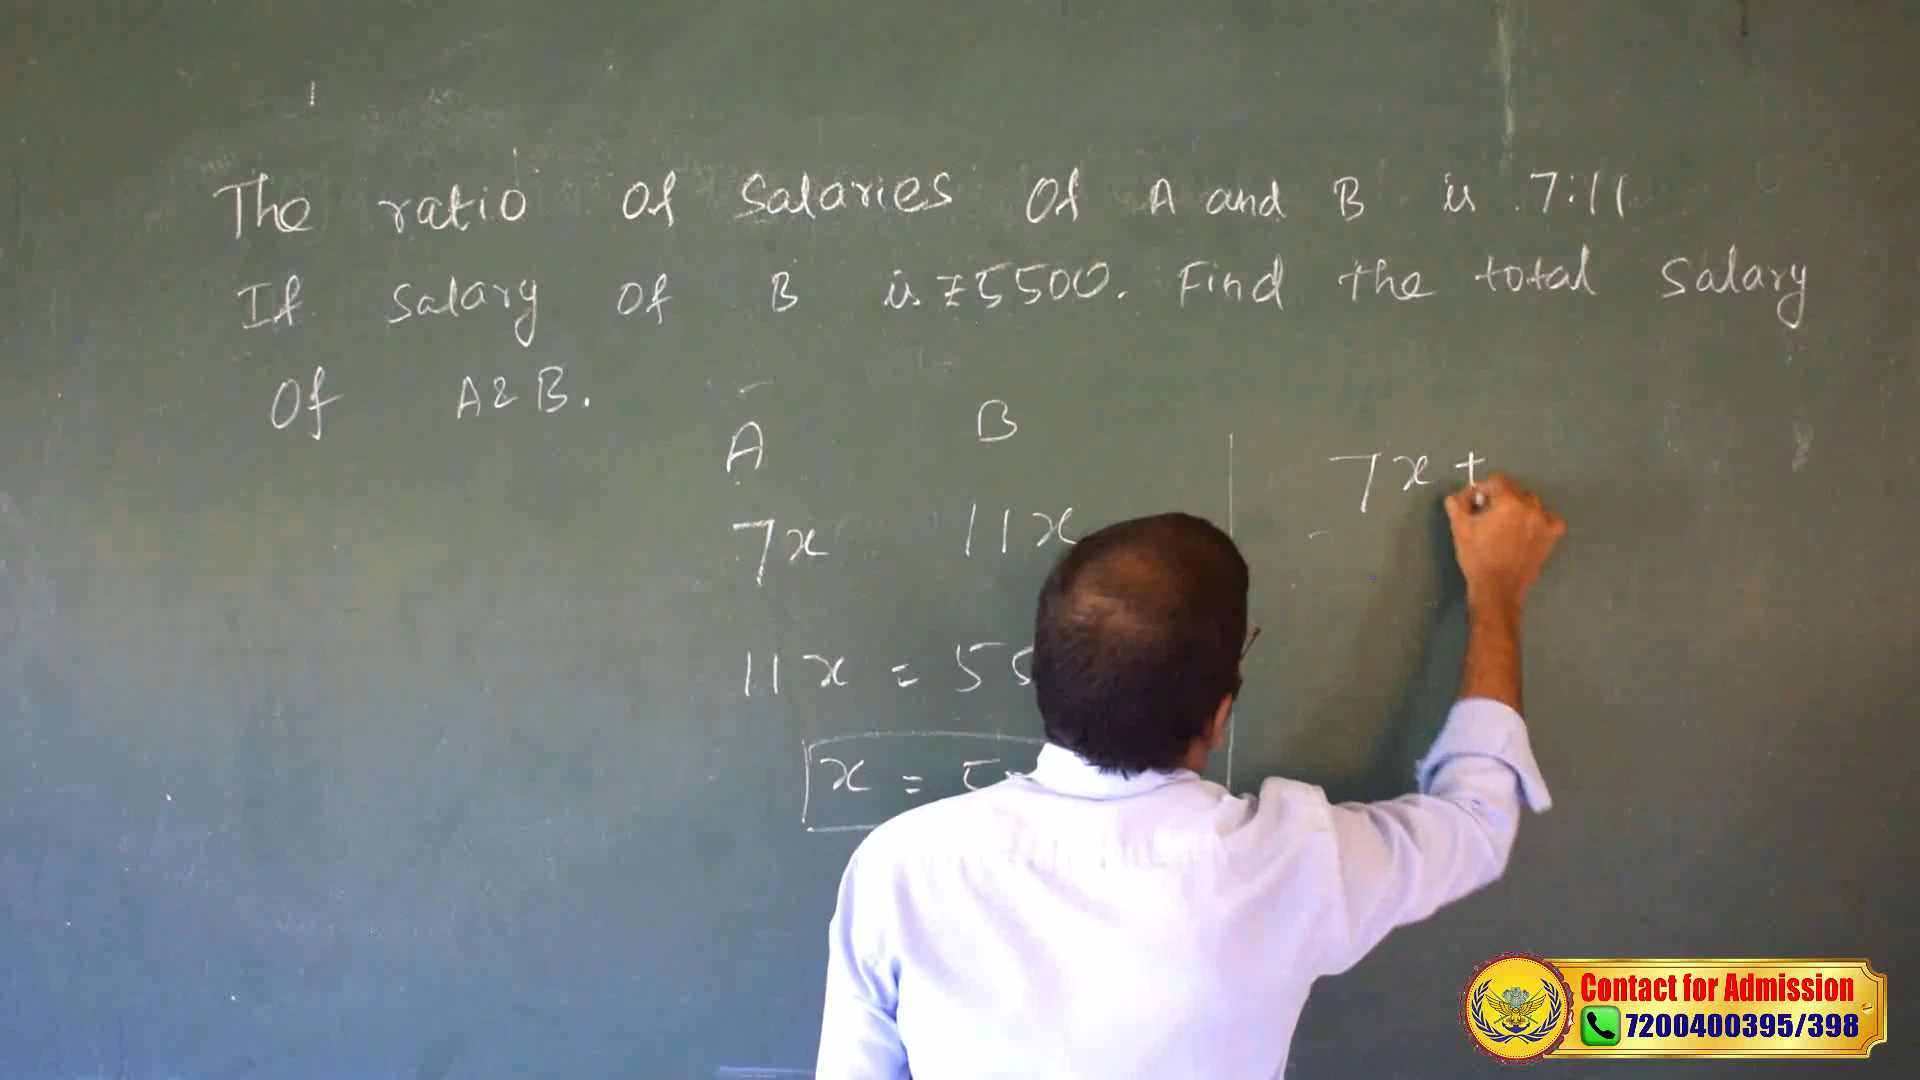 The ratio of salaries of A and B is 7:11
If salary of B is ₹5500. Find the total salary
of A & B.
A B
7x 11x
11x = 55
x = 5
7x +
Contact for Admission
7200400395/398